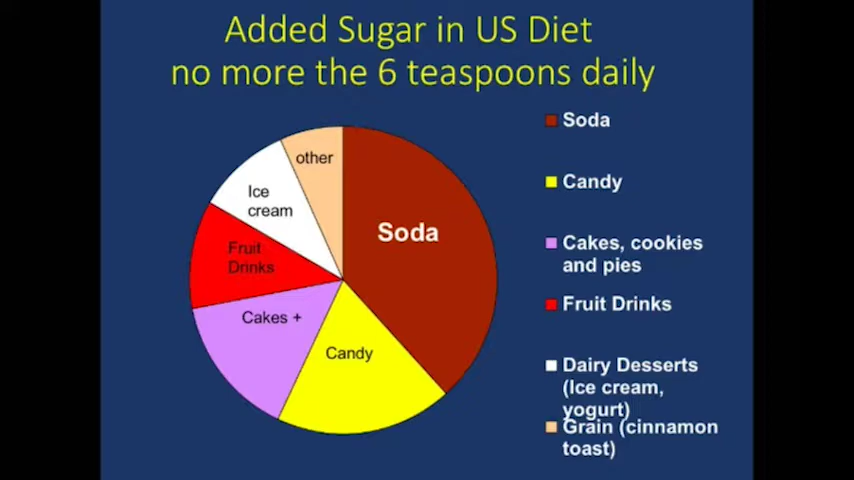 Added Sugar in US Diet
no more the 6 teaspoons daily
other
Ice
cream
Soda
Fruit
Drinks
Cakes +
Candy
Soda
Candy
Cakes, cookies
and pies
Fruit Drinks
Dairy Desserts
(Ice cream,
yogurt)
Grain (cinnamon
toast)